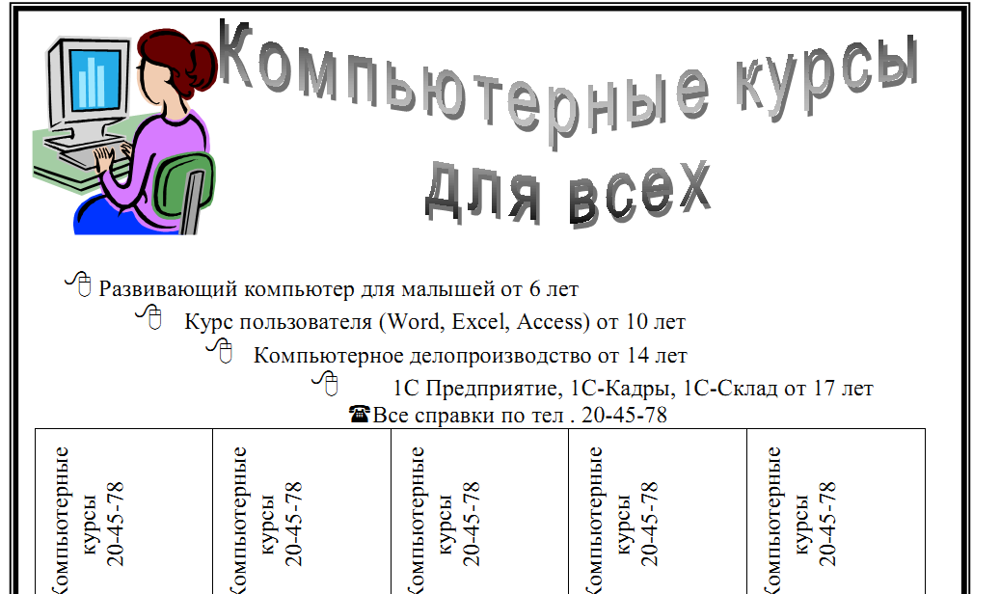 Компьютерные курсы
для всех
Развивающий компьютер для малышей от 6 лет
Курс пользователя (Word, Excel, Access) от 10 лет
Компьютерное делопроизводство от 14 лет
1С Предприятие, 1С-Кадры, 1С-Склад от 17 лет
☎Все справки по тел . 20-45-78
Компьютерные
курсы
20-45-78
Компьютерные
курсы
20-45-78
Компьютерные
курсы
20-45-78
Компьютерные
курсы
20-45-78
Компьютерные
курсы
20-45-78